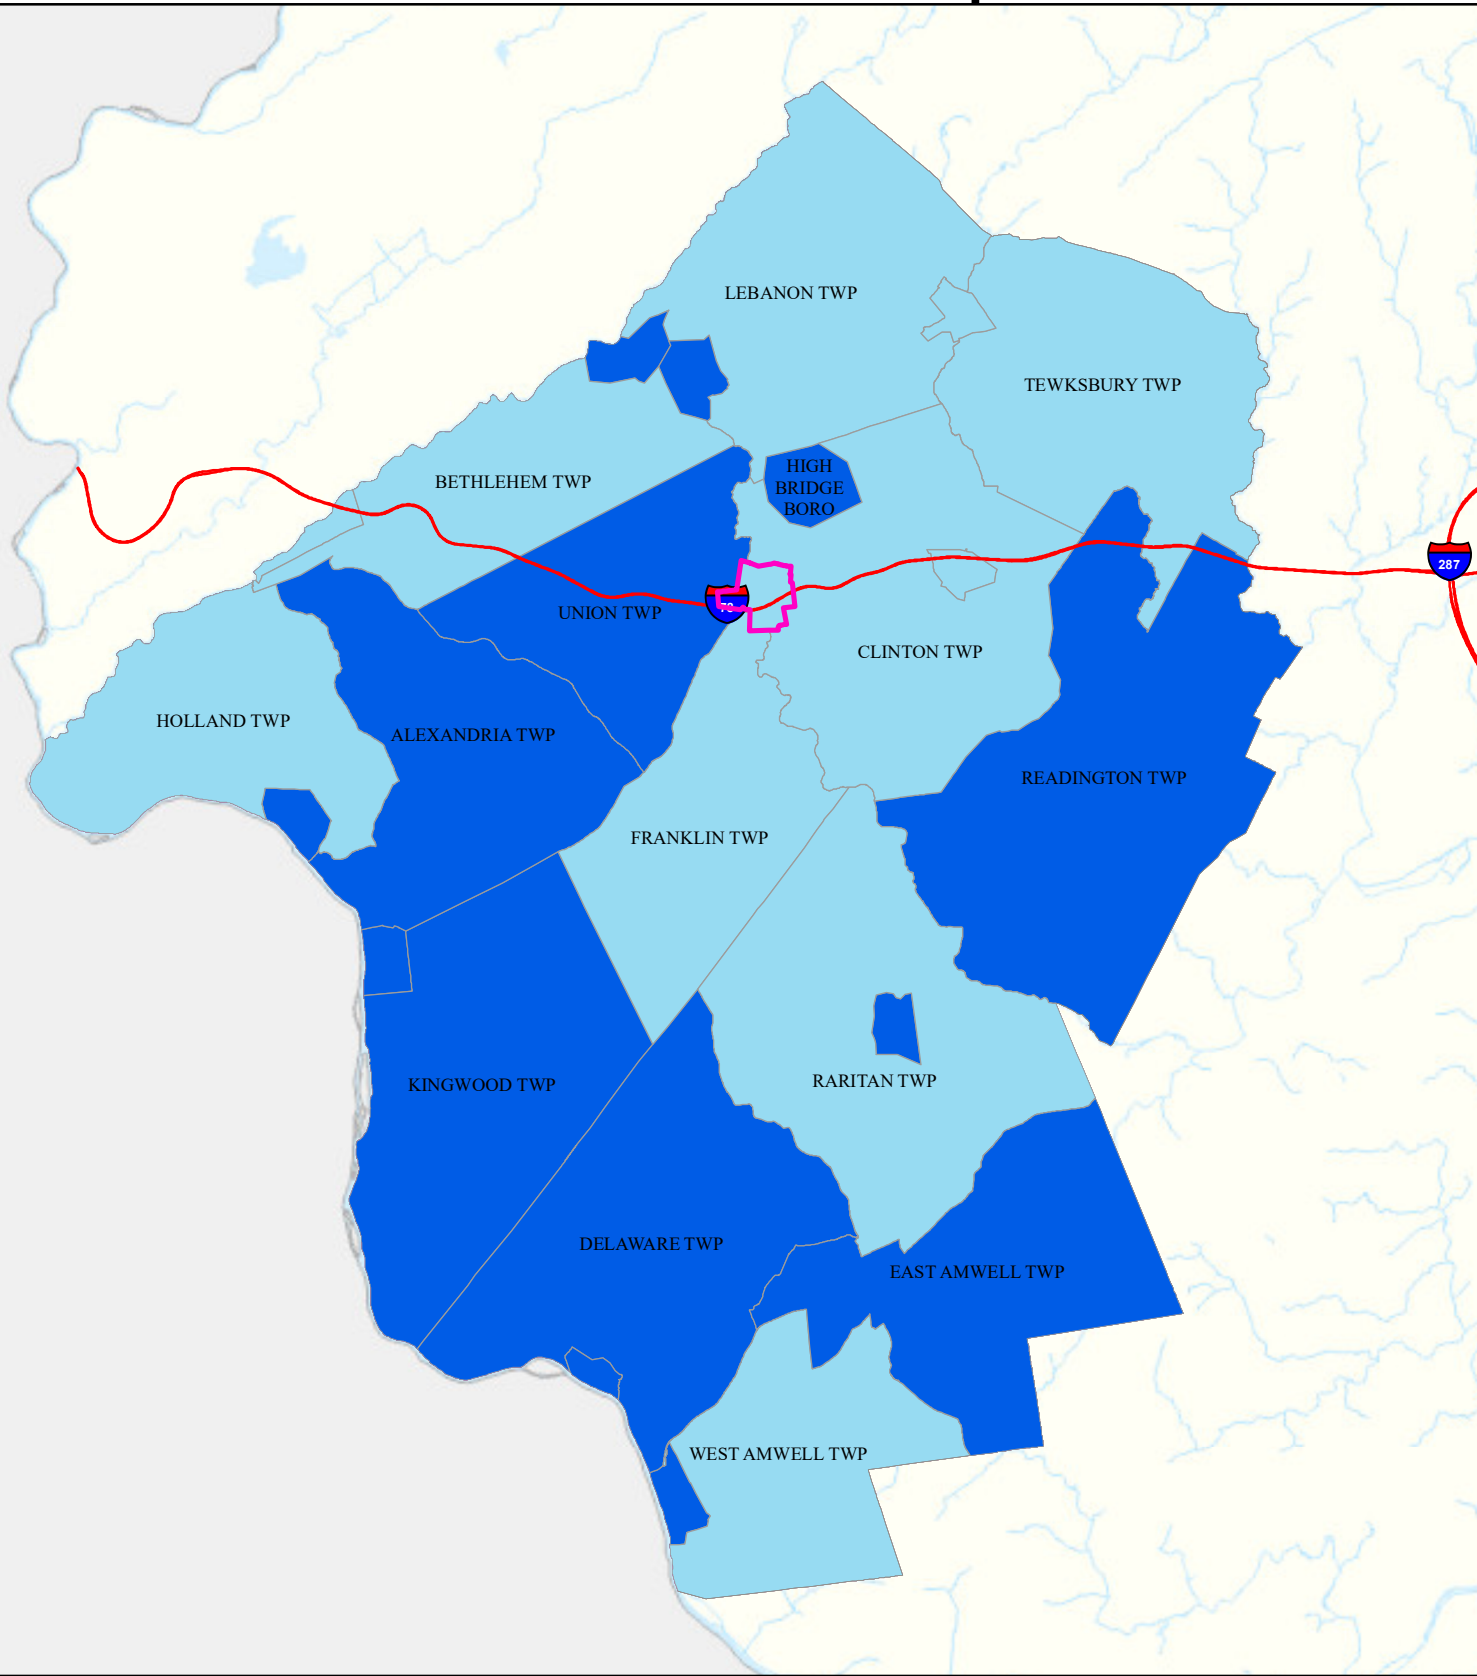 LEBANON TWP
TEWKSBURY TWP
HIGH
BRIDGE
BORO
BETHLEHEM TWP
287
UNION TWP
CLINTON TWP
HOLLAND TWP
ALEXANDRIA TWP
READINGTON TWP
FRANKLIN TWP
RARITAN TWP
KINGWOOD TWP
DELAWARE TWP
EAST AMWELL TWP
WEST AMWELL TWP